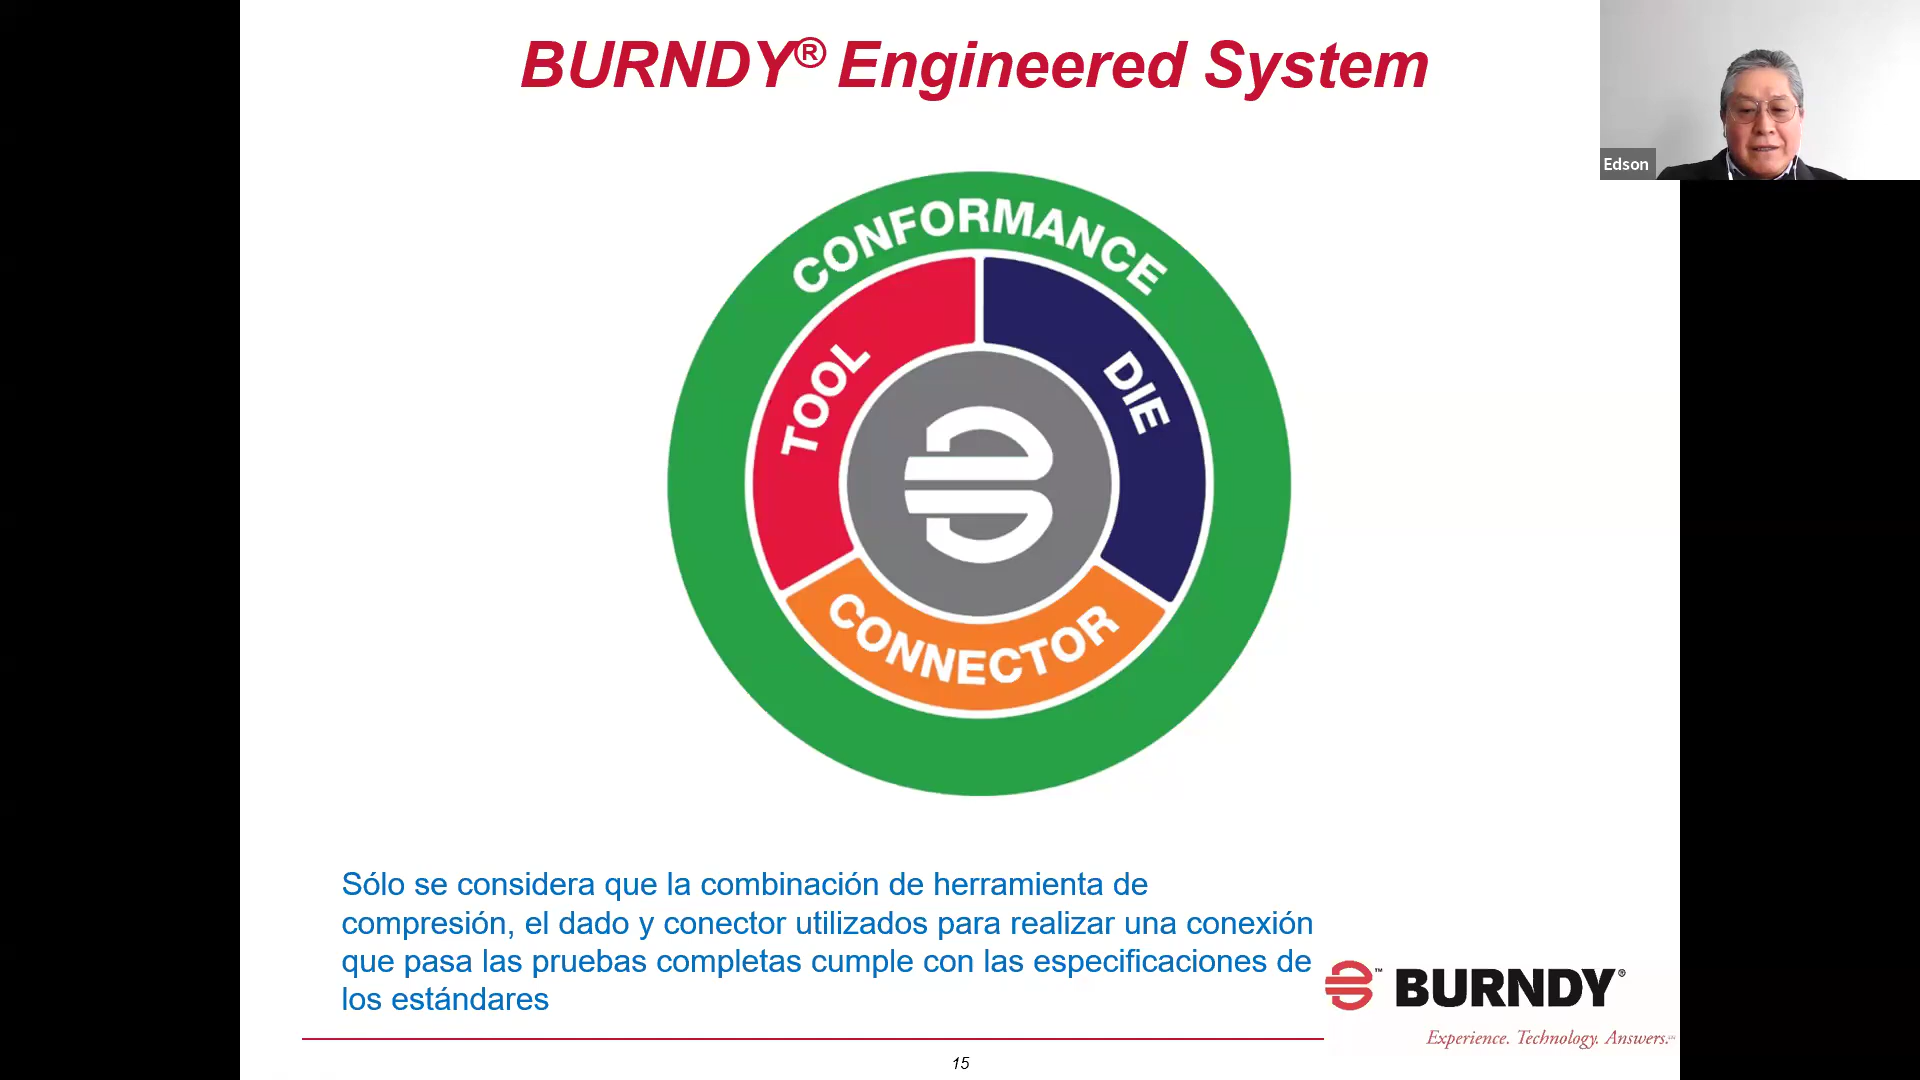 BURNDY® Engineered System
Edson
CONFORMANCE
TOOL
DIE
CONNECTOR
Sólo se considera que la combinación de herramienta de
compresión, el dado y conector utilizados para realizar una conexión
que pasa las pruebas completas cumple con las especificaciones de
los estándares
™ BURNDY®
Experience. Technology. Answers.℠
15